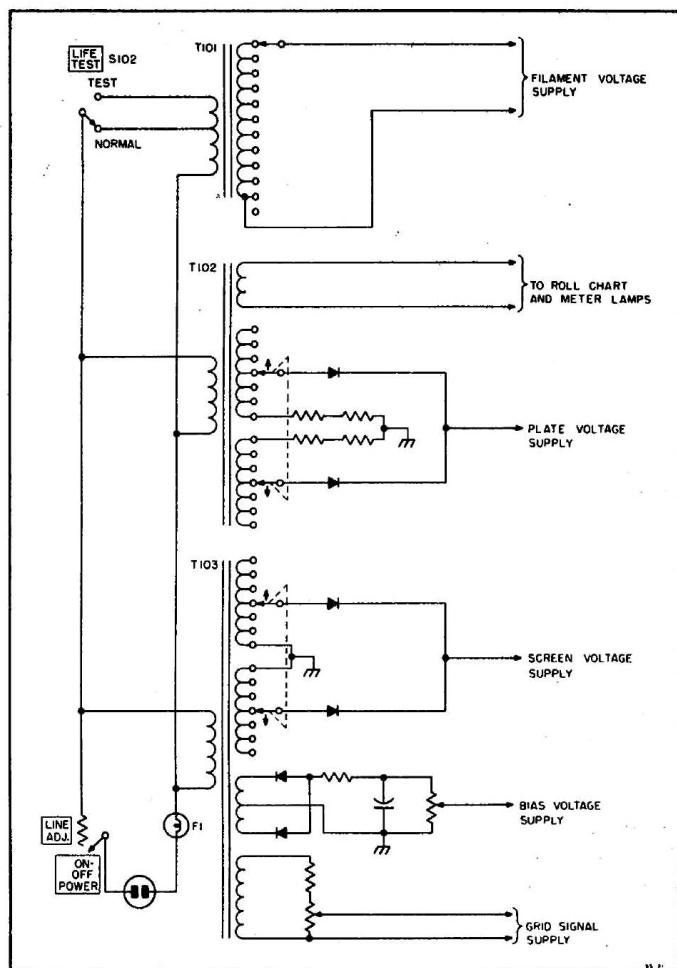 LIFE
TEST S102
TEST
NORMAL
T101
FILAMENT VOLTAGE
SUPPLY
T102
TO ROLL CHART
AND METER LAMPS
PLATE VOLTAGE
SUPPLY
T103
SCREEN VOLTAGE
SUPPLY
LINE
ADJ.
F1
ON-
OFF
POWER
BIAS VOLTAGE
SUPPLY
GRID SIGNAL
SUPPLY